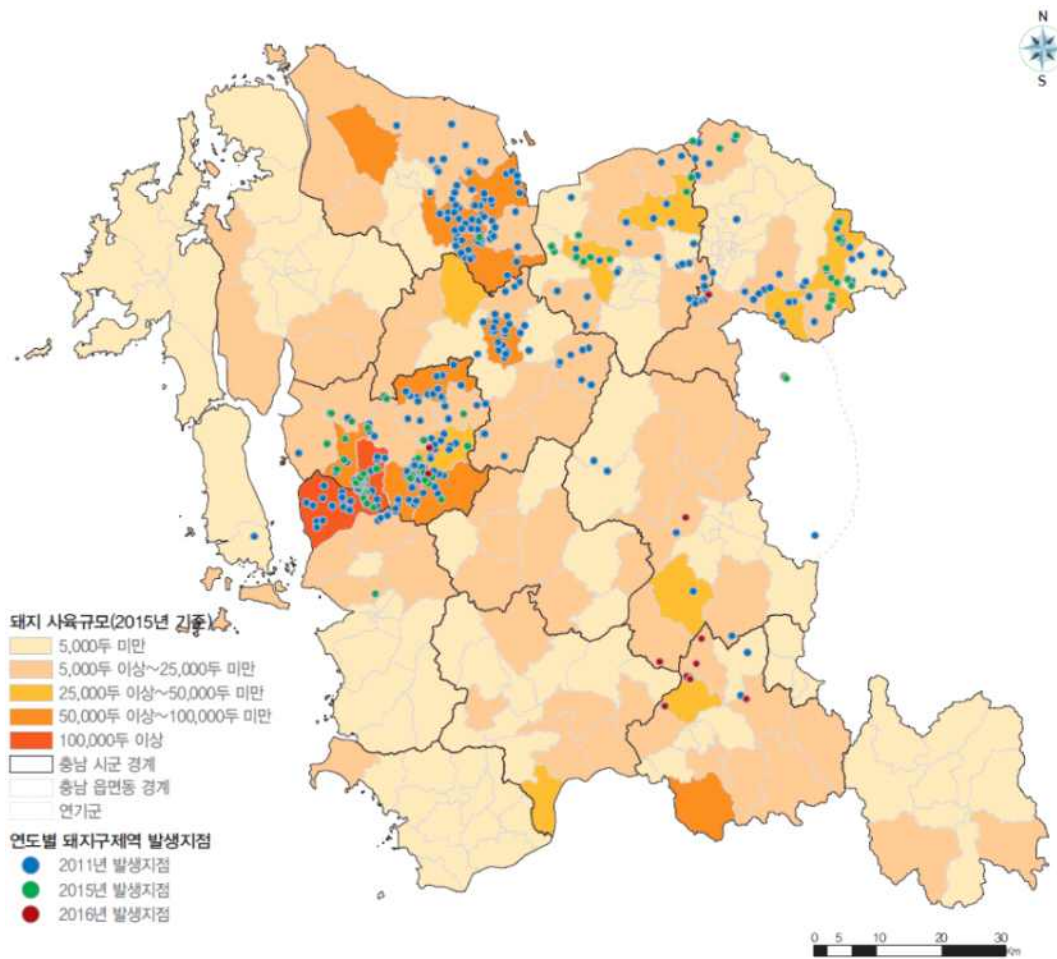 N
S
돼지 사육규모(2015년 기준)
5,000두 미만
5,000두 이상~25,000두 미만
25,000두 이상~50,000두 미만
50,000두 이상~100,000두 미만
100,000두 이상
충남 시군 경계
충남 읍면동 경계
연기군
연도별 돼지구제역 발생지점
2011년 발생지점
2015년 발생지점
2016년 발생지점
0 5 10 20 30
Km